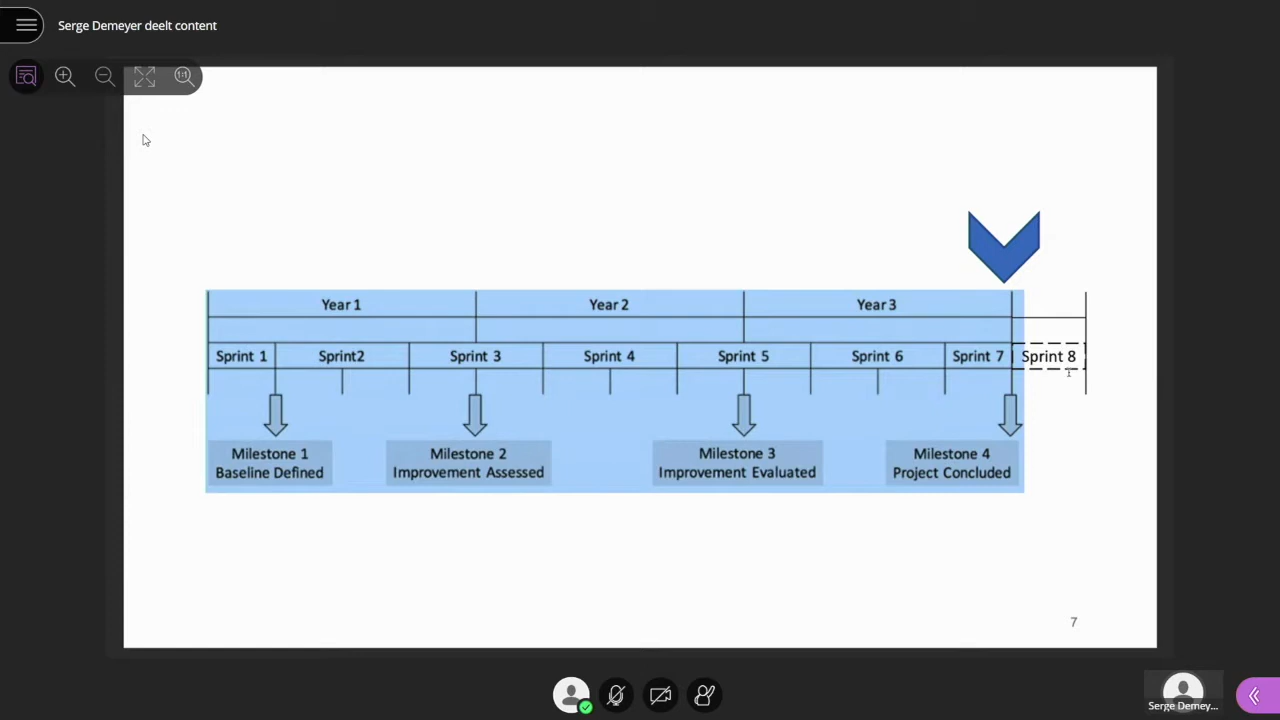 Serge Demeyer deelt content
1:1
Year 1 Year 2 Year 3
Sprint 1 Sprint2 Sprint 3 Sprint 4 Sprint 5 Sprint 6 Sprint 7 Sprint 8
Milestone 1
Baseline Defined
Milestone 2
Improvement Assessed
Milestone 3
Improvement Evaluated
Milestone 4
Project Concluded
7
Serge Demey...